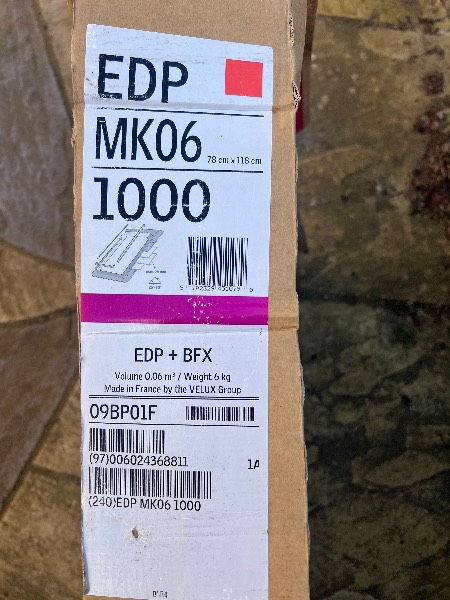 EDP
MK06 78 cm x 118 cm
1000
EDP + BFX
Volume 0.06 m³ / Weight 6 kg
Made in France by the VELUX Group
09BP01F
(97)006024368811 1A
(240)EDP MK06 1000